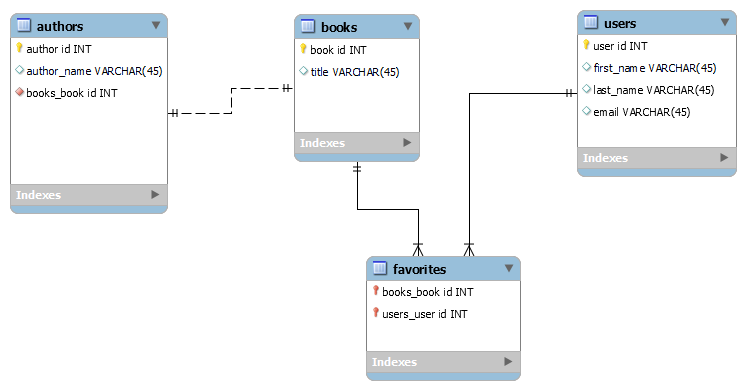 authors
author id INT
author_name VARCHAR(45)
books_book id INT
Indexes
books
book id INT
title VARCHAR(45)
Indexes
users
user id INT
first_name VARCHAR(45)
last_name VARCHAR(45)
email VARCHAR(45)
Indexes
favorites
books_book id INT
users_user id INT
Indexes